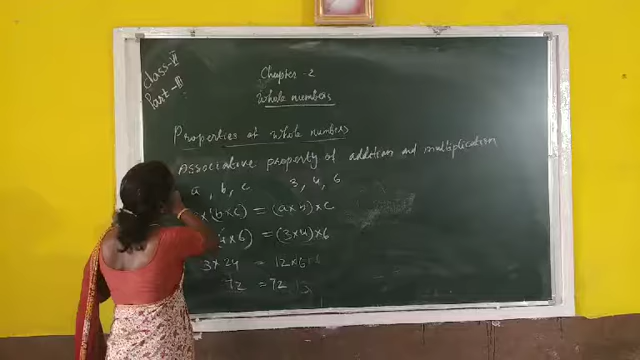 Class-VI
Part-III
Chapter-2
Whole numbers
Properties of Whole numbers
Associative property of addition and multiplication
a, b, c 3, 4, 6
×(b×c) = (a×b)×c
×6) = (3×4)×6
3×24 = 12×6
72 = 72